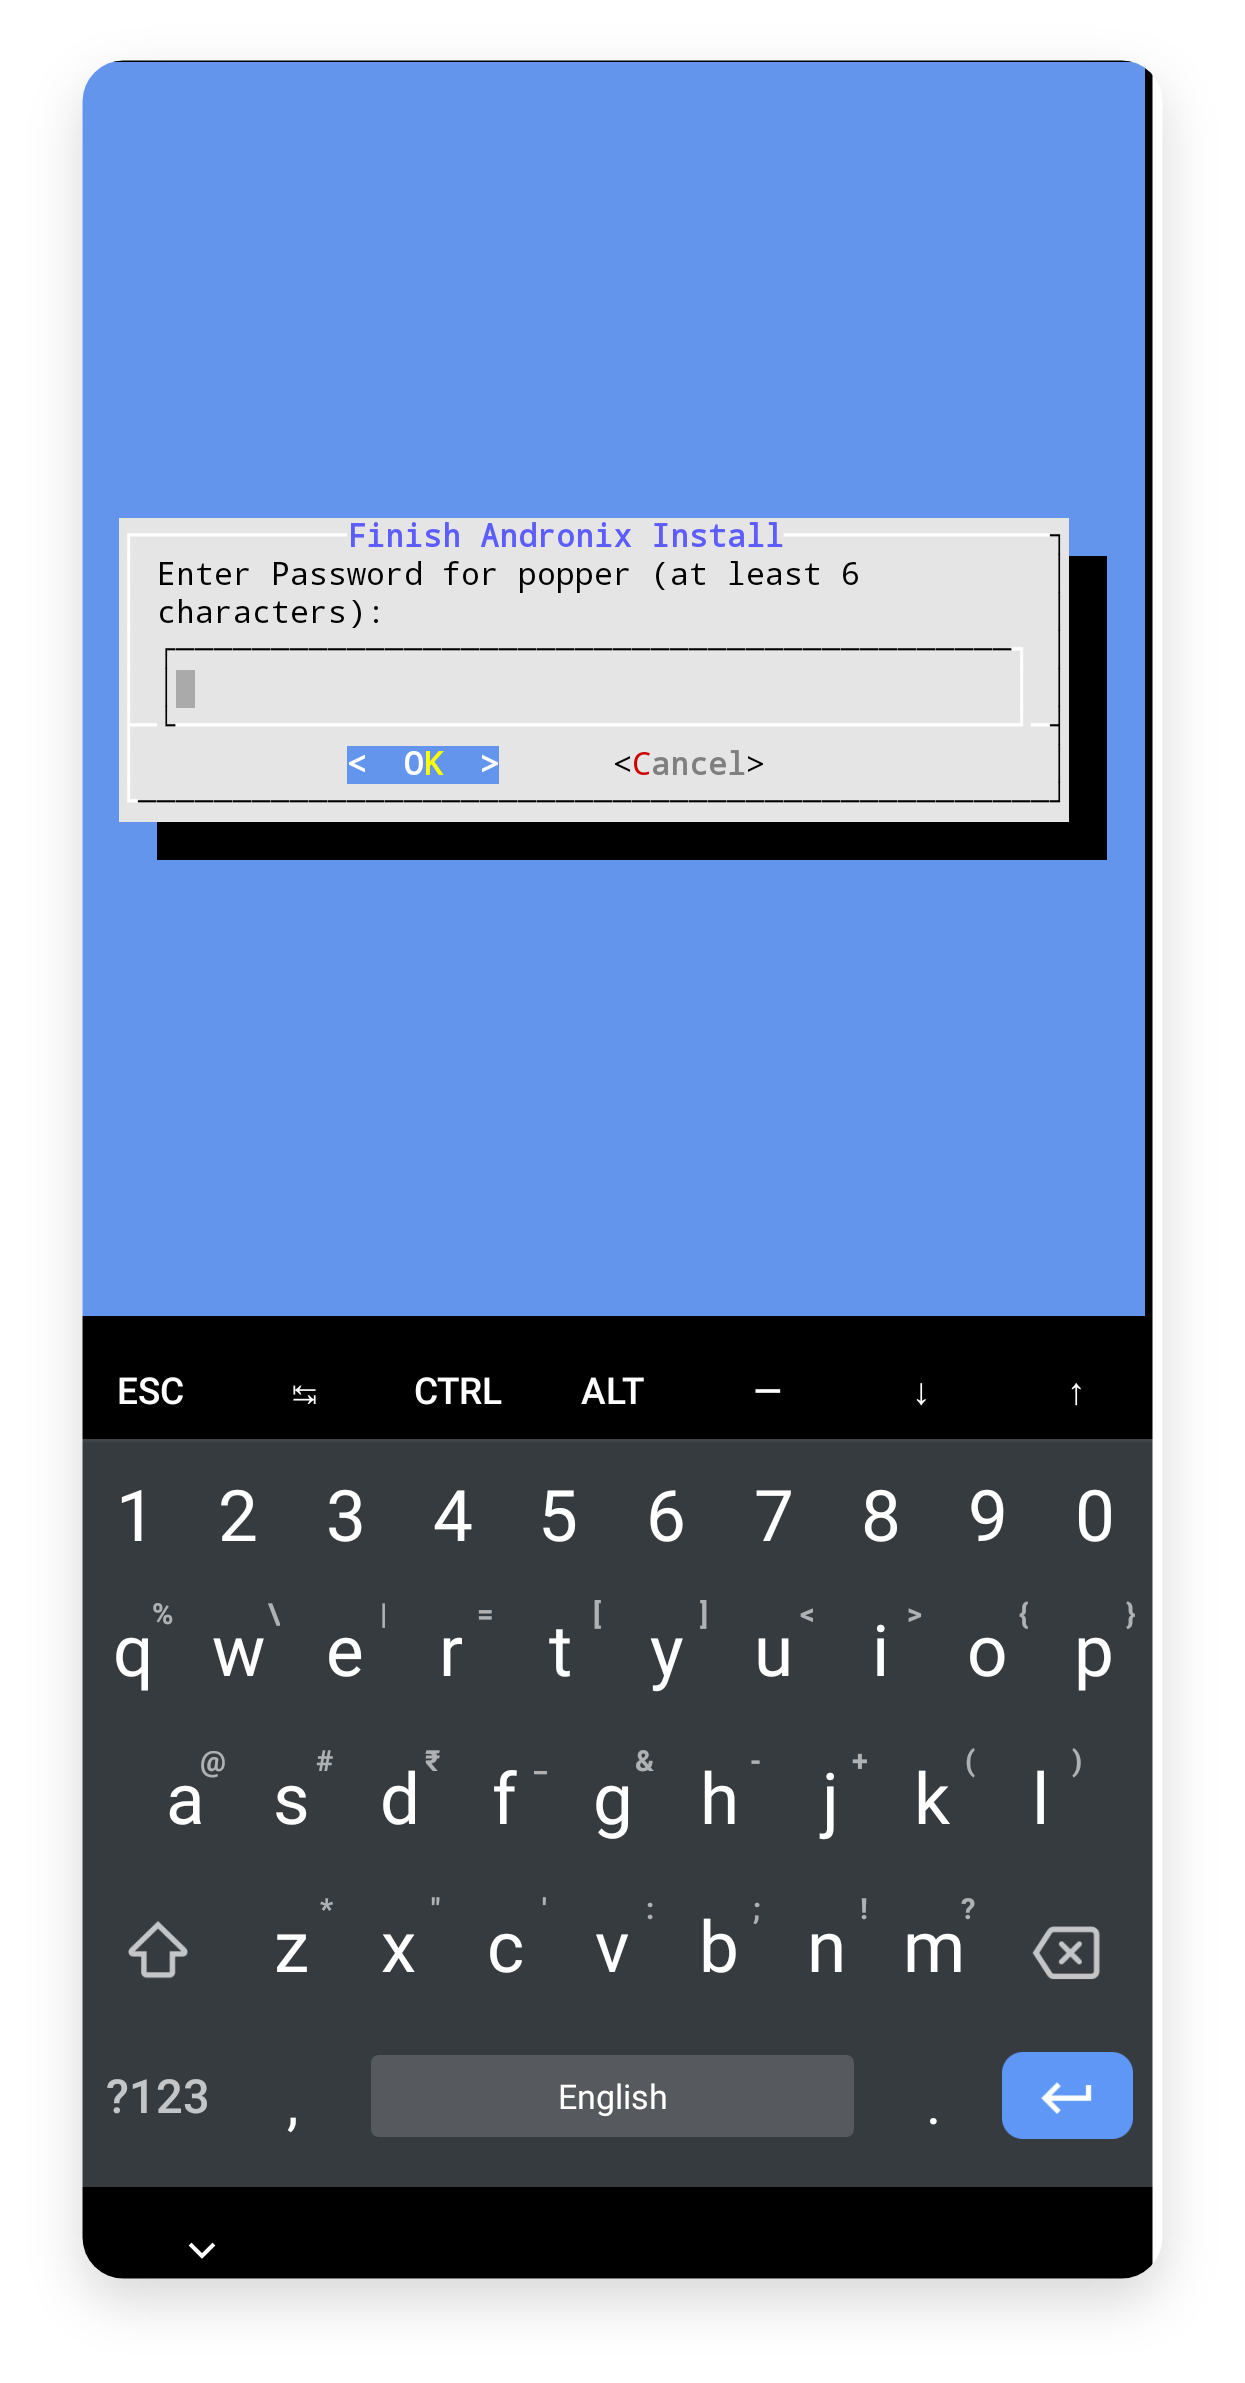 Finish Andronix Install
Enter Password for popper (at least 6
characters):
< OK > <Cancel>
ESC ↹ CTRL ALT — ↓ ↑
1 2 3 4 5 6 7 8 9 0
% \ | = [ ] < > { }
q w e r t y u i o p
@ # ₹ _ & - + ( )
a s d f g h j k l
* " ' : ; ! ?
z x c v b n m
?123 , English .